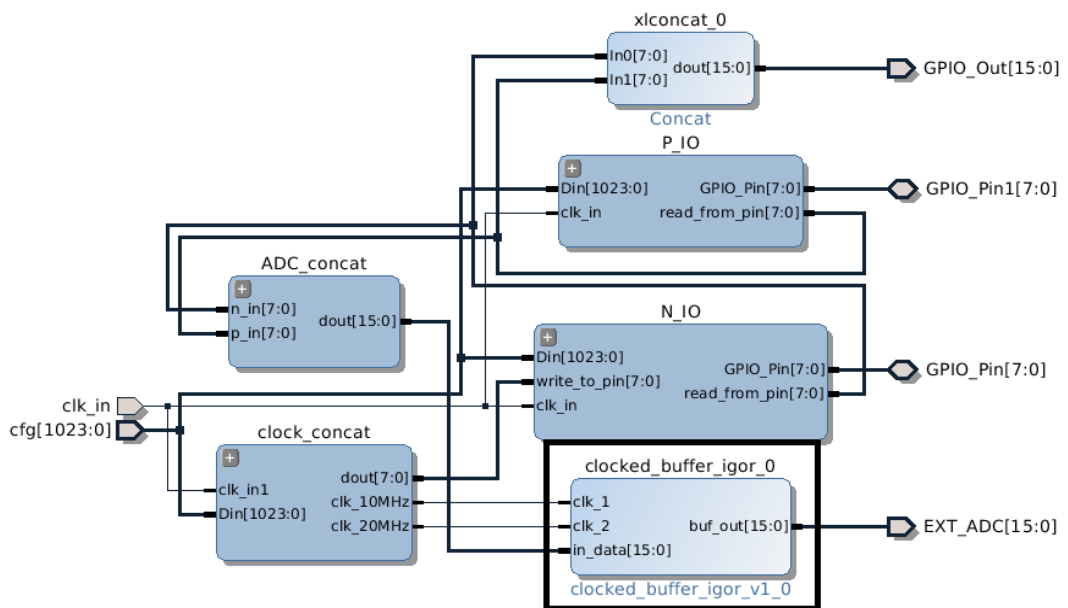 xlconcat_0
In0[7:0]
In1[7:0]
dout[15:0]
GPIO_Out[15:0]
Concat
P_IO
Din[1023:0]
clk_in
GPIO_Pin[7:0]
read_from_pin[7:0]
GPIO_Pin1[7:0]
ADC_concat
n_in[7:0]
p_in[7:0]
dout[15:0]
N_IO
Din[1023:0]
write_to_pin[7:0]
clk_in
GPIO_Pin[7:0]
read_from_pin[7:0]
GPIO_Pin[7:0]
clk_in
cfg[1023:0]
clock_concat
clk_in1
Din[1023:0]
dout[7:0]
clk_10MHz
clk_20MHz
clocked_buffer_igor_0
clk_1
clk_2
in_data[15:0]
buf_out[15:0]
EXT_ADC[15:0]
clocked_buffer_igor_v1_0